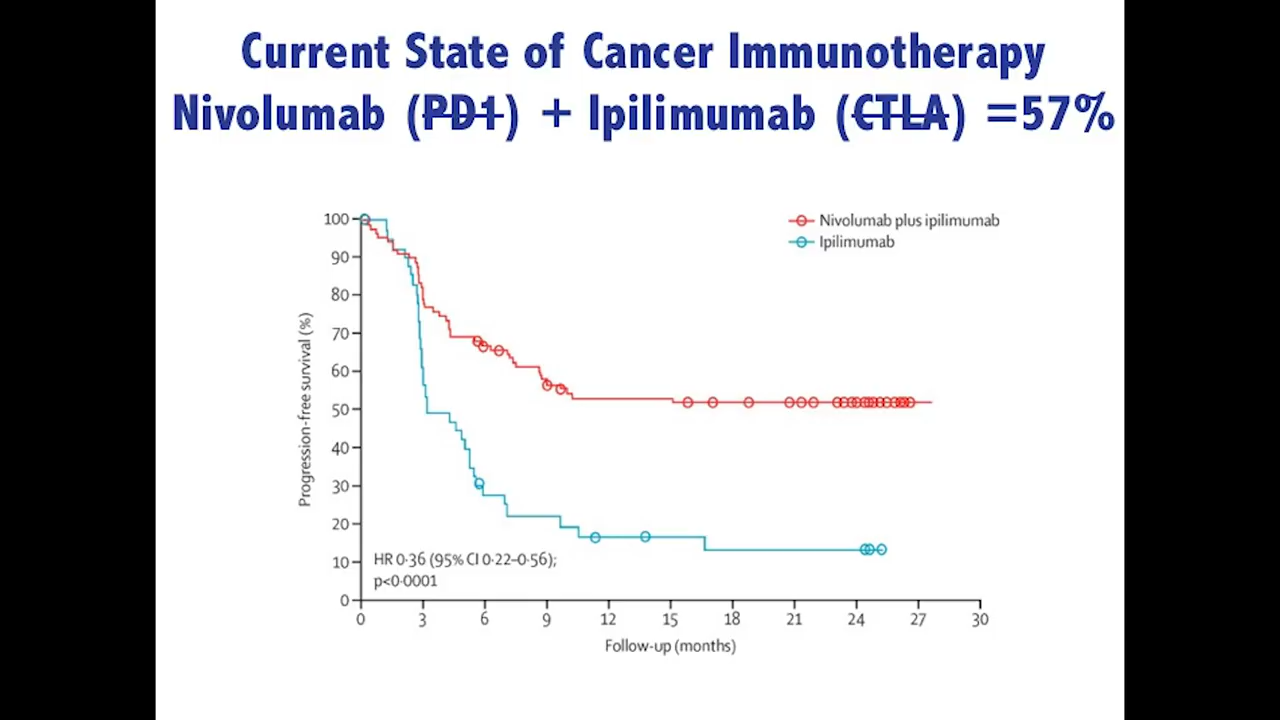 Current State of Cancer Immunotherapy
Nivolumab (PD1) + Ipilimumab (CTLA) =57%
Nivolumab plus ipilimumab
Ipilimumab
100
90
80
70
60
50
40
30
20
10
0
Progression-free survival (%)
HR 0·36 (95% CI 0·22–0·56);
p<0·0001
0 3 6 9 12 15 18 21 24 27 30
Follow-up (months)